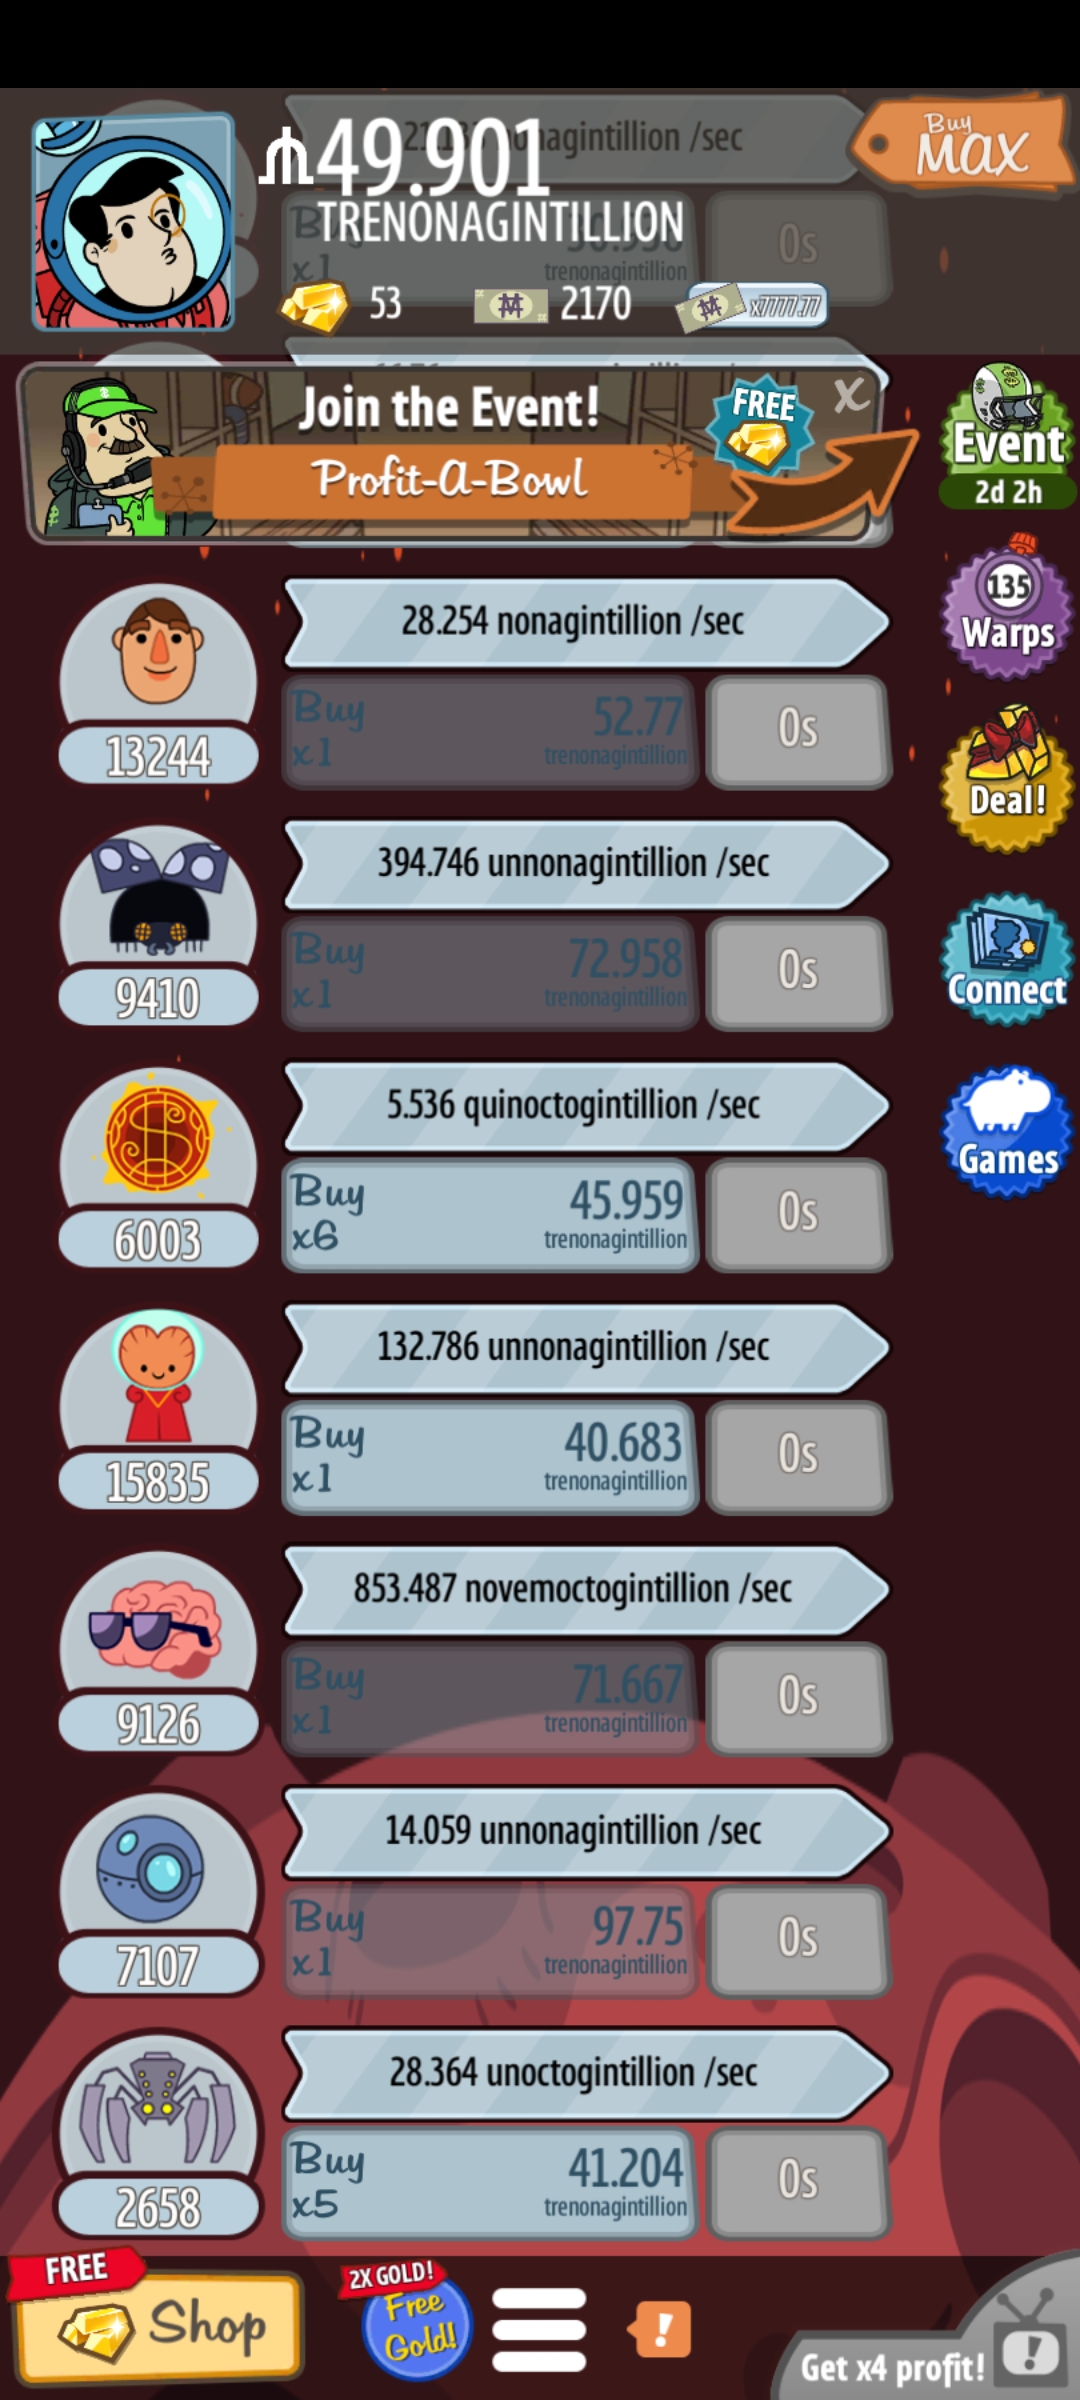 nonagintillion /sec
Buy
MAX
49.901
TRENONAGINTILLION
Buy
x1
trenonagintillion
0s
53
2170
x7777.77
Join the Event!
FREE
X
Profit-A-Bowl
Event
2d 2h
28.254 nonagintillion /sec
13244
Buy
x1
52.77
trenonagintillion
0s
135
Warps
Deal!
394.746 unnonagintillion /sec
9410
Buy
x1
72.958
trenonagintillion
0s
Connect
5.536 quinoctogintillion /sec
6003
Buy
x6
45.959
trenonagintillion
0s
Games
132.786 unnonagintillion /sec
15835
Buy
x1
40.683
trenonagintillion
0s
853.487 novemoctogintillion /sec
9126
Buy
x1
71.667
trenonagintillion
0s
14.059 unnonagintillion /sec
7107
Buy
x1
97.75
trenonagintillion
0s
28.364 unoctogintillion /sec
2658
Buy
x5
41.204
trenonagintillion
0s
FREE
Shop
2X GOLD!
Free
Gold!
!
Get x4 profit!
!